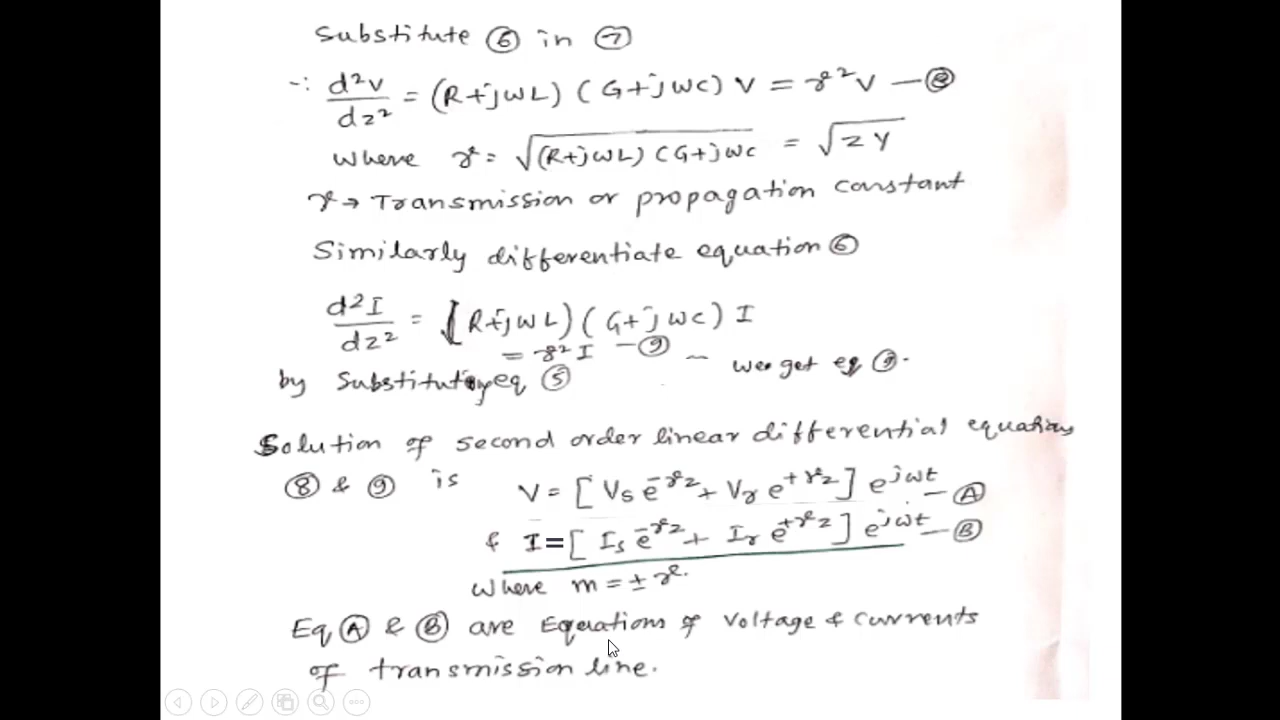 Substitute ⑥ in ⑦
∵ d²V/dz² = (R+jωL) (G+jωC) V = γ²V — ⑧
Where γ = √(R+jωL) (G+jωC = √ZY
γ → Transmission or propagation constant
Similarly differentiate equation ⑥
d²I/dz² = (R+jωL) (G+jωC) I
= γ²I — ⑨
by Substituting eq ⑤ — we get eq ⑨.
Solution of second order linear differential equations
⑧ & ⑨ is V = [ Vs e^-γz + Vr e^+γz ] e^jωt — Ⓐ
& I = [ Is e^-γz + Ir e^+γz ] e^jωt — Ⓑ
Where m = ± γ.
Eq Ⓐ & Ⓑ are Equations of Voltage & Currents
of transmission line.